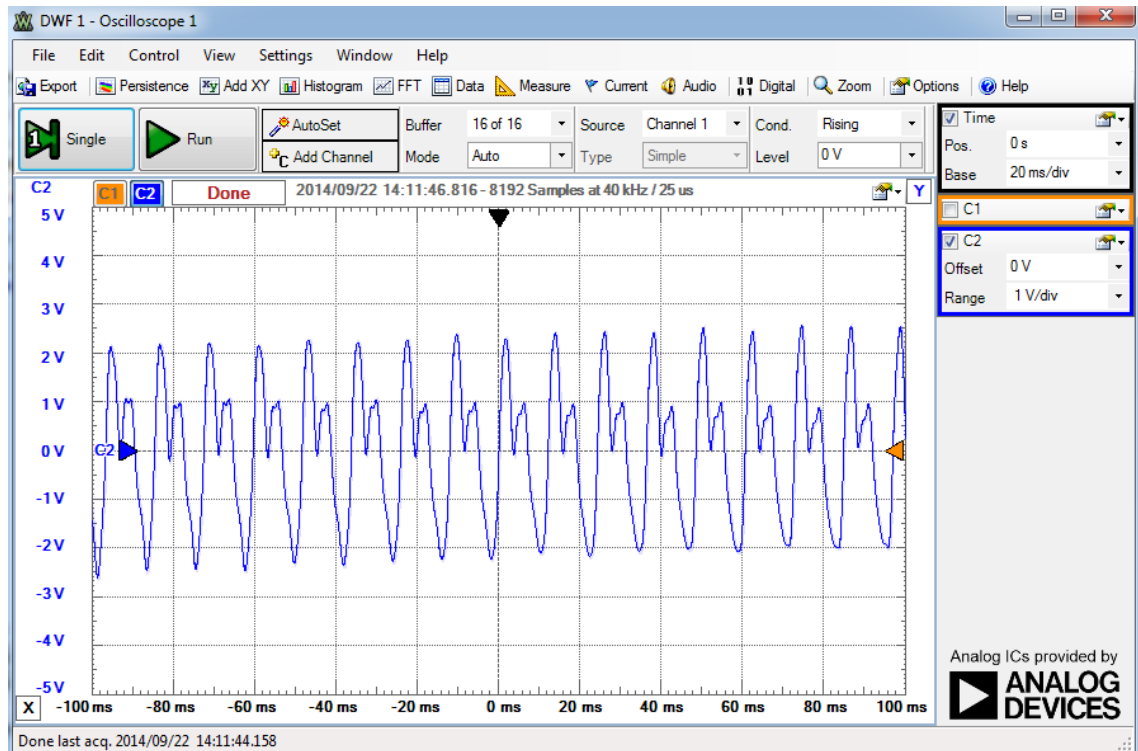 DWF 1 - Oscilloscope 1
File Edit Control View Settings Window Help
Export Persistence Xy Add XY Histogram FFT Data Measure Current Audio Digital Zoom Options Help
1 Single Run AutoSet Buffer 16 of 16 Source Channel 1 Cond. Rising
C Add Channel Mode Auto Type Simple Level 0 V
Time
Pos. 0 s
Base 20 ms/div
C1
C2
Offset 0 V
Range 1 V/div
C2 C1 C2 Done 2014/09/22 14:11:46.816 - 8192 Samples at 40 kHz / 25 us Y
5 V
4 V
3 V
2 V
1 V
0 V
C2
-1 V
-2 V
-3 V
-4 V
-5 V
X -100 ms -80 ms -60 ms -40 ms -20 ms 0 ms 20 ms 40 ms 60 ms 80 ms 100 ms
Analog ICs provided by
ANALOG
DEVICES
Done last acq. 2014/09/22 14:11:44.158